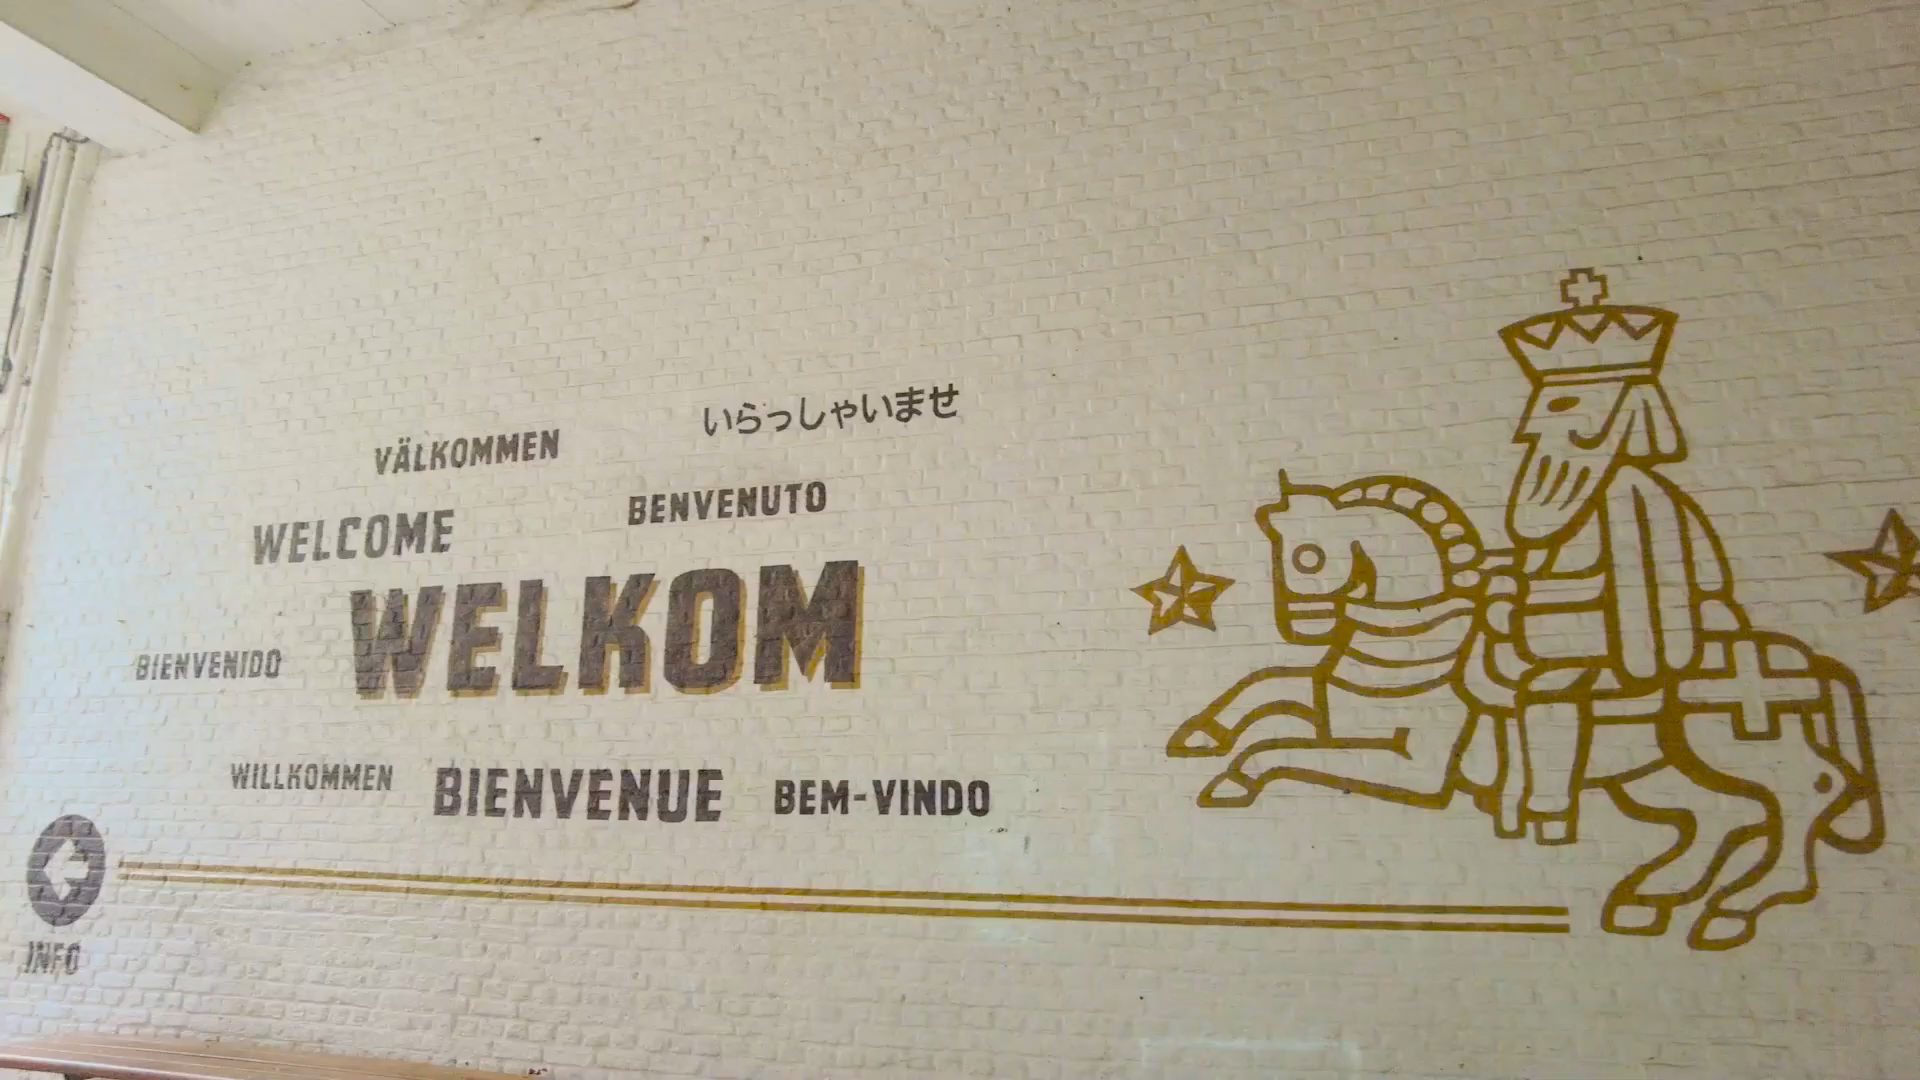 いらっしゃいませ
VÄLKOMMEN
BENVENUTO
WELCOME
WELKOM
BIENVENIDO
WILLKOMMEN BIENVENUE BEM-VINDO
INFO